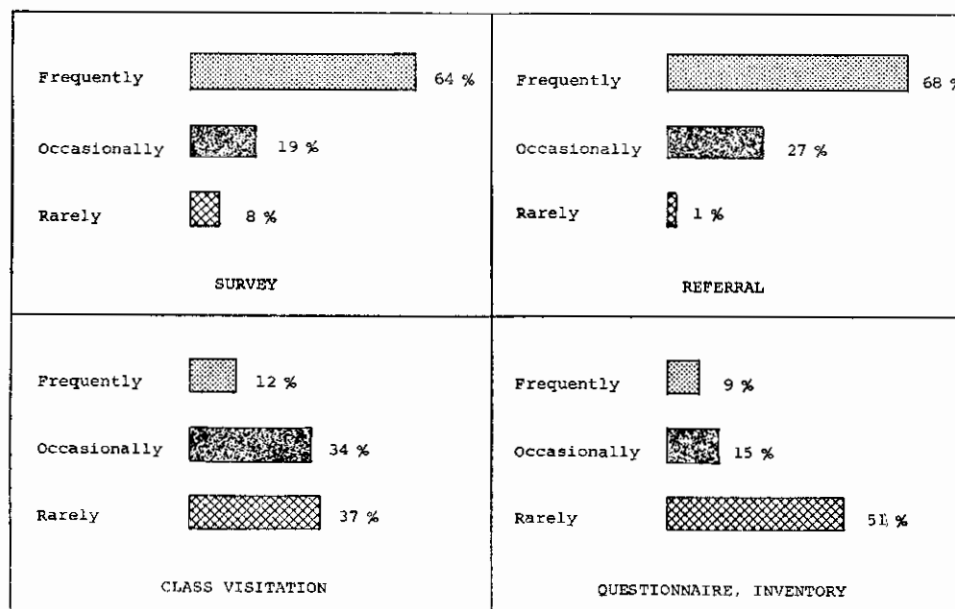 Frequently 64 %
Occasionally 19 %
Rarely 8 %
SURVEY
Frequently 68 %
Occasionally 27 %
Rarely 1 %
REFERRAL
Frequently 12 %
Occasionally 34 %
Rarely 37 %
CLASS VISITATION
Frequently 9 %
Occasionally 15 %
Rarely 51 %
QUESTIONNAIRE, INVENTORY